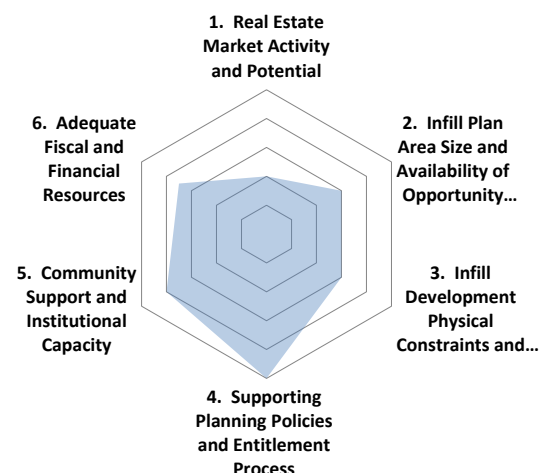 1. Real Estate
Market Activity
and Potential
2. Infill Plan
Area Size and
Availability of
Opportunity...
3. Infill
Development
Physical
Constraints and...
4. Supporting
Planning Policies
and Entitlement
Process
5. Community
Support and
Institutional
Capacity
6. Adequate
Fiscal and
Financial
Resources